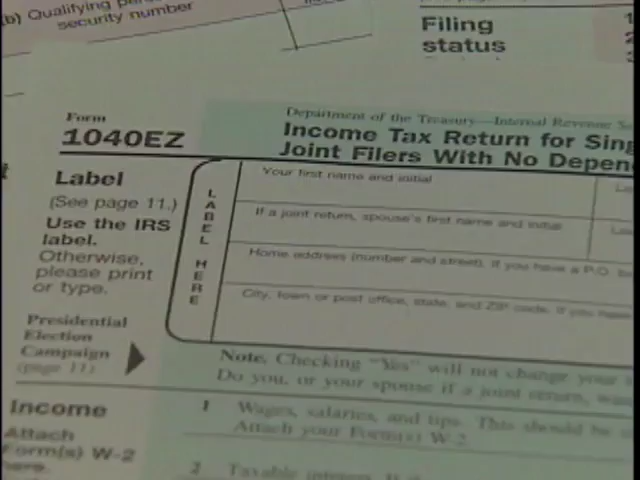 (b) Qualifying
security number
Filing
status
Form
1040EZ
Department of the Treasury—Internal Revenue
Income Tax Return for
Joint Filers With No
Label
(See page 11.)
Use the IRS
label.
Otherwise,
please print
or type.
LABEL HERE
Your first name and initial
If a joint return, spouse's first name and initial
Home address (number and street). If you have a P.O.
City, town or post office, state, and ZIP code. If you have
Presidential
Election
Campaign
(page 11)
Note. Checking "Yes" will not change your
Do you, or your spouse if a joint return,
Income
Attach
Form(s) W-2
here.
1 Wages, salaries, and tips. This should be
Attach your Form(s) W-2
2 Taxable interest.